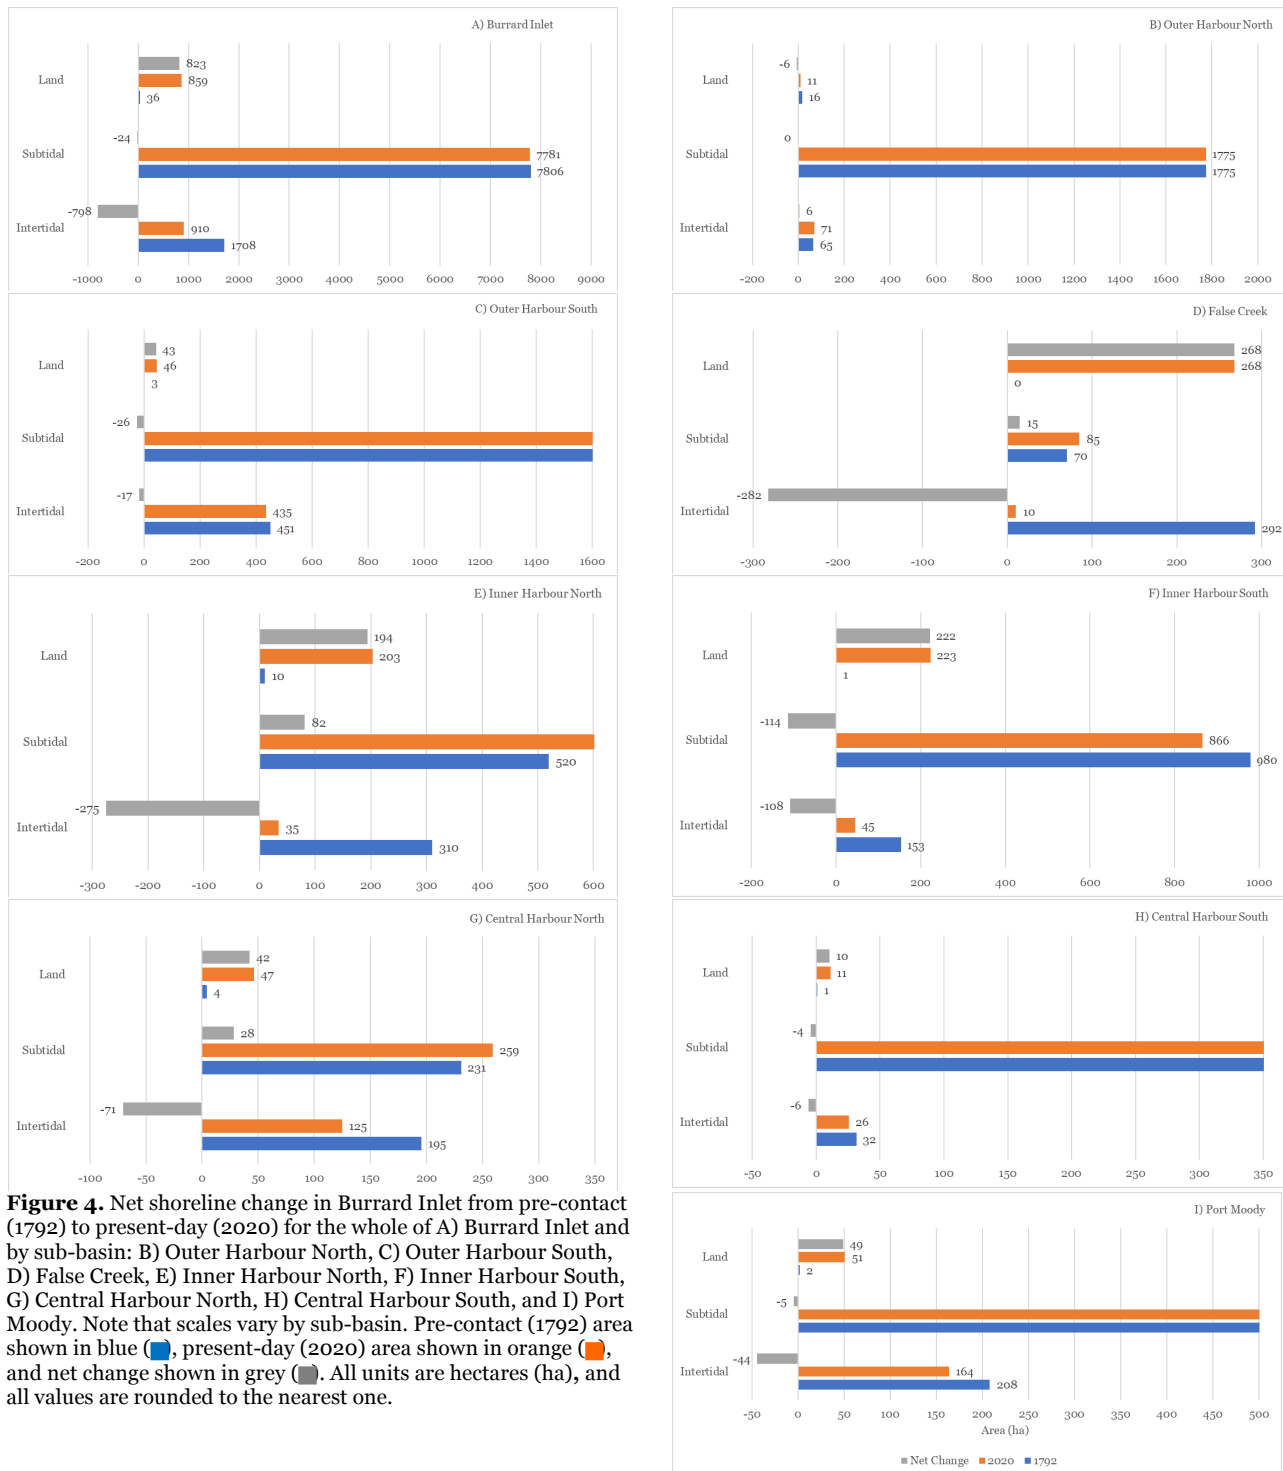 A) Burrard Inlet
Land
823
859
36
Subtidal
-24
7781
7806
Intertidal
-798
910
1708
-1000 0 1000 2000 3000 4000 5000 6000 7000 8000 9000
B) Outer Harbour North
Land
-6
11
16
Subtidal
0
1775
1775
Intertidal
6
71
65
-200 0 200 400 600 800 1000 1200 1400 1600 1800 2000
C) Outer Harbour South
Land
43
46
3
Subtidal
-26
Intertidal
-17
435
451
-200 0 200 400 600 800 1000 1200 1400 1600
D) False Creek
Land
268
268
0
Subtidal
15
85
70
Intertidal
-282
10
292
-300 -200 -100 0 100 200 300
E) Inner Harbour North
Land
194
203
10
Subtidal
82
520
Intertidal
-275
35
310
-300 -200 -100 0 100 200 300 400 500 600
F) Inner Harbour South
Land
222
223
1
Subtidal
-114
866
980
Intertidal
-108
45
153
-200 0 200 400 600 800 1000
G) Central Harbour North
Land
42
47
4
Subtidal
28
259
231
Intertidal
-71
125
195
-100 -50 0 50 100 150 200 250 300 350
H) Central Harbour South
Land
10
11
1
Subtidal
-4
Intertidal
-6
26
32
-50 0 50 100 150 200 250 300 350
I) Port Moody
Land
49
51
2
Subtidal
-5
Intertidal
-44
164
208
-50 0 50 100 150 200 250 300 350 400 450 500
Area (ha)
Net Change 2020 1792
Figure 4. Net shoreline change in Burrard Inlet from pre-contact
(1792) to present-day (2020) for the whole of A) Burrard Inlet and
by sub-basin: B) Outer Harbour North, C) Outer Harbour South,
D) False Creek, E) Inner Harbour North, F) Inner Harbour South,
G) Central Harbour North, H) Central Harbour South, and I) Port
Moody. Note that scales vary by sub-basin. Pre-contact (1792) area
shown in blue (), present-day (2020) area shown in orange (),
and net change shown in grey (). All units are hectares (ha), and
all values are rounded to the nearest one.